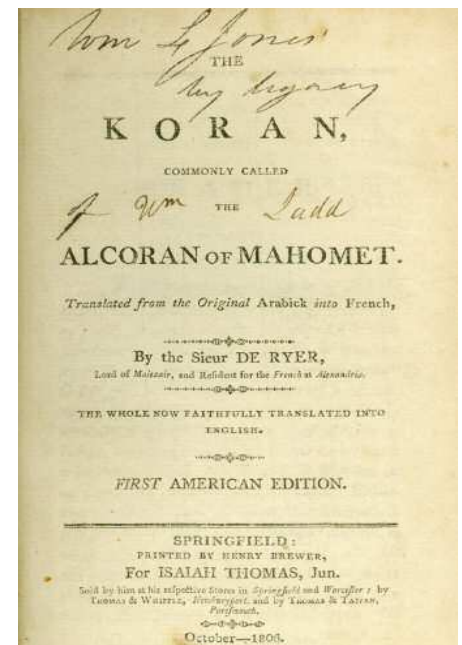 Wm L Jones
THE
by legacy
KORAN,
COMMONLY CALLED
of Wm Ladd
THE
ALCORAN OF MAHOMET.
Translated from the Original Arabick into French,
By the Sieur DE RYER,
Lord of Malezair, and Resident for the French at Alexandria.
THE WHOLE NOW FAITHFULLY TRANSLATED INTO
ENGLISH.
FIRST AMERICAN EDITION.
SPRINGFIELD:
PRINTED BY HENRY BREWER,
For ISAIAH THOMAS, Jun.
Sold by him at his respective Stores in Springfield and Worcester; by
THOMAS & WHIPPLE, Newburyport, and by THOMAS & TAPPAN,
Portsmouth.
October—1806.